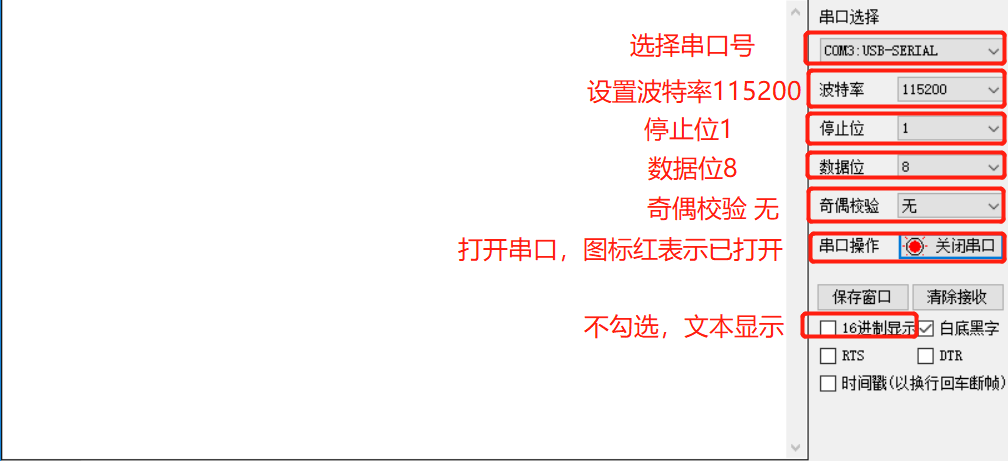 串口选择
选择串口号 COM3:USB-SERIAL
设置波特率115200 波特率 115200
停止位1 停止位 1
数据位8 数据位 8
奇偶校验 无 奇偶校验 无
打开串口，图标红表示已打开 串口操作 关闭串口
保存窗口 清除接收
不勾选，文本显示 16进制显示 白底黑字
RTS DTR
时间戳(以换行回车断帧)